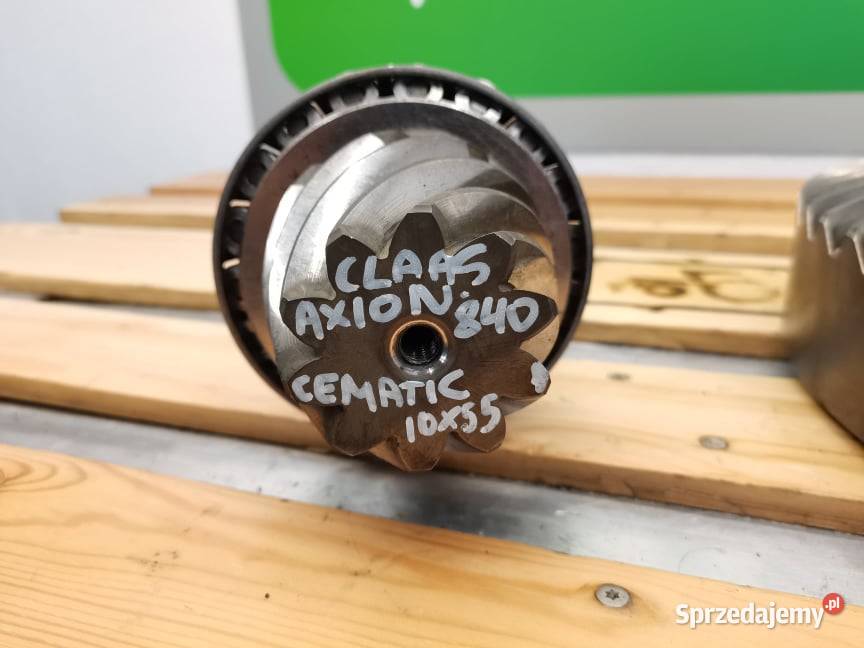 CLAAS
AXION 840
CEMATIC
10x55
Sprzedajemy.pl